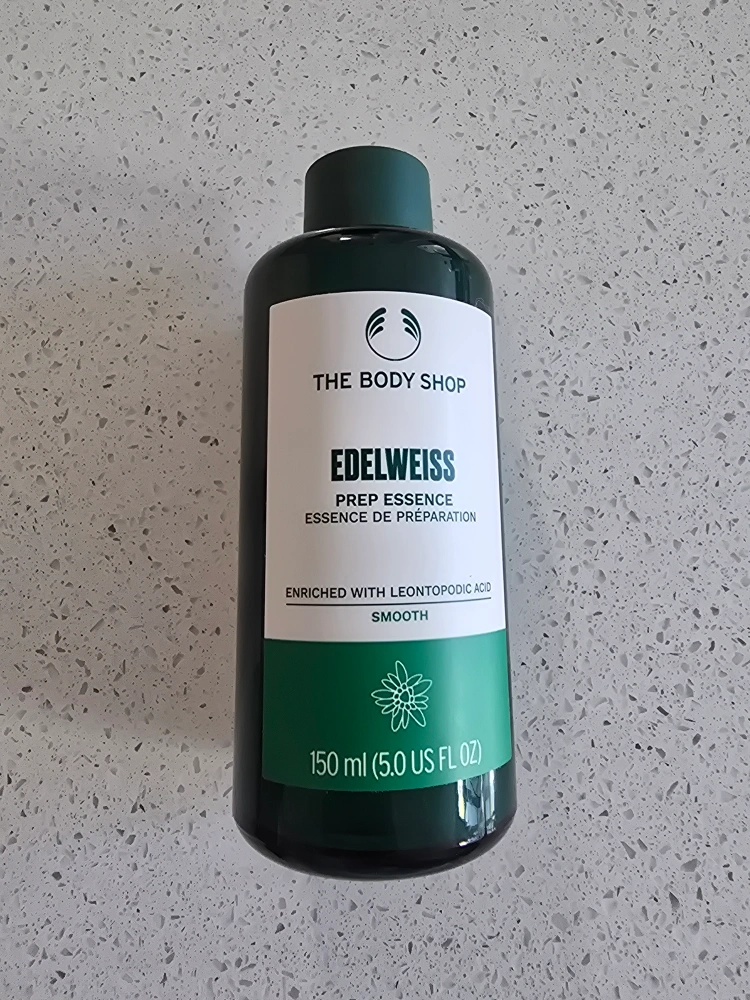 THE BODY SHOP
EDELWEISS
PREP ESSENCE
ESSENCE DE PRÉPARATION
ENRICHED WITH LEONTOPODIC ACID
SMOOTH
150 ml (5.0 US FL OZ)